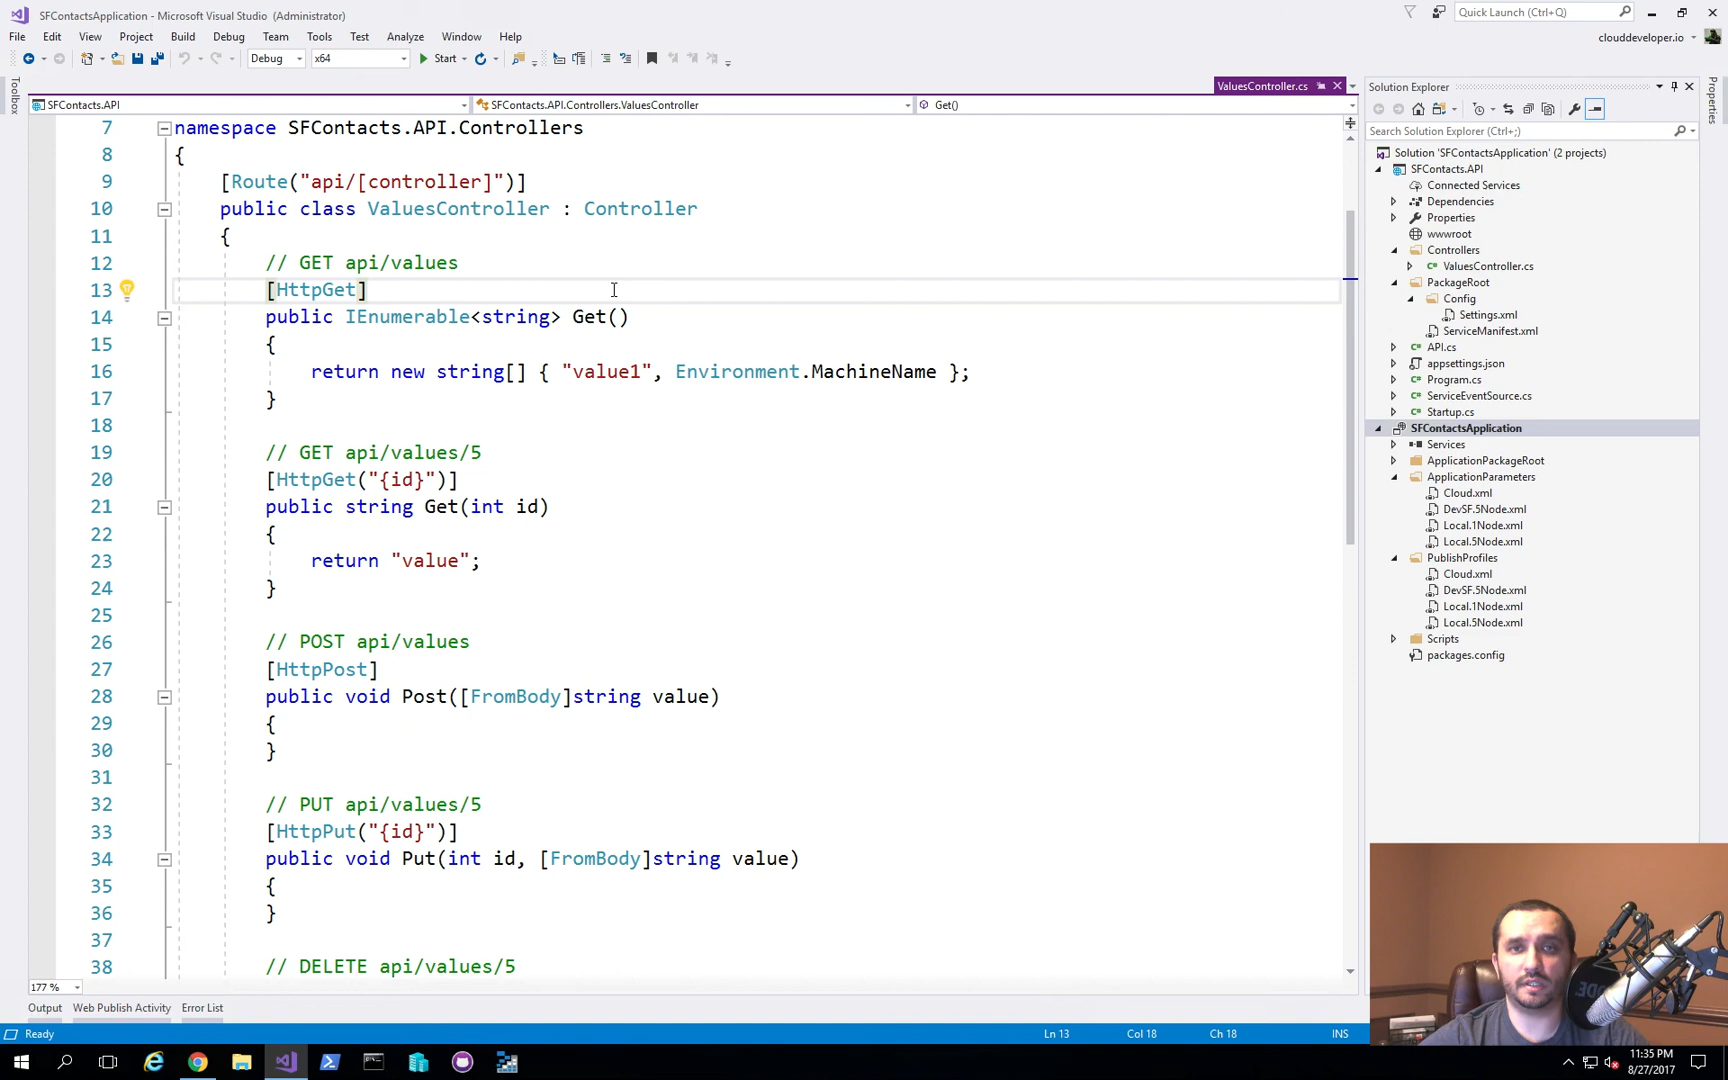 SFContactsApplication - Microsoft Visual Studio (Administrator)
Quick Launch (Ctrl+Q)
File Edit View Project Build Debug Team Tools Test Analyze Window Help
clouddeveloper.io
Debug x64 Start
Toolbox
ValuesController.cs
SFContacts.API SFContacts.API.Controllers.ValuesController Get()
7 namespace SFContacts.API.Controllers
8 {
9 [Route("api/[controller]")]
10 public class ValuesController : Controller
11 {
12 // GET api/values
13 [HttpGet]
14 public IEnumerable<string> Get()
15 {
16 return new string[] { "value1", Environment.MachineName };
17 }
18
19 // GET api/values/5
20 [HttpGet("{id}")]
21 public string Get(int id)
22 {
23 return "value";
24 }
25
26 // POST api/values
27 [HttpPost]
28 public void Post([FromBody]string value)
29 {
30 }
31
32 // PUT api/values/5
33 [HttpPut("{id}")]
34 public void Put(int id, [FromBody]string value)
35 {
36 }
37
38 // DELETE api/values/5
177 %
Output Web Publish Activity Error List
Ready Ln 13 Col 18 Ch 18 INS
Solution Explorer
Search Solution Explorer (Ctrl+;)
Solution 'SFContactsApplication' (2 projects)
SFContacts.API
Connected Services
Dependencies
Properties
wwwroot
Controllers
ValuesController.cs
PackageRoot
Config
Settings.xml
ServiceManifest.xml
API.cs
appsettings.json
Program.cs
ServiceEventSource.cs
Startup.cs
SFContactsApplication
Services
ApplicationPackageRoot
ApplicationParameters
Cloud.xml
DevSF.5Node.xml
Local.1Node.xml
Local.5Node.xml
PublishProfiles
Cloud.xml
DevSF.5Node.xml
Local.1Node.xml
Local.5Node.xml
Scripts
packages.config
Properties
11:35 PM
8/27/2017